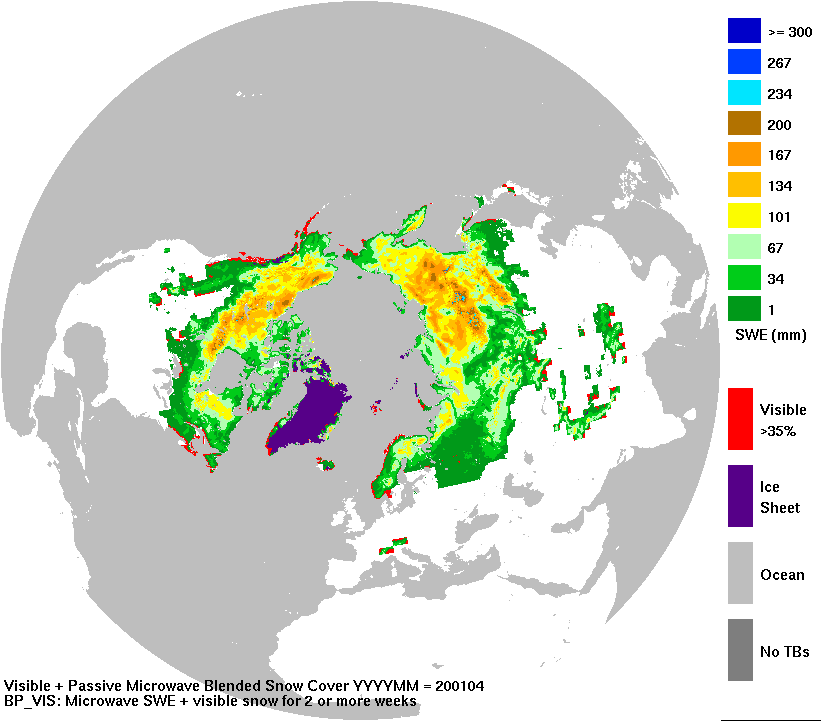 >= 300
267
234
200
167
134
101
67
34
1
SWE (mm)
Visible
>35%
Ice
Sheet
Ocean
No TBs
Visible + Passive Microwave Blended Snow Cover YYYYMM = 200104
BP_VIS: Microwave SWE + visible snow for 2 or more weeks